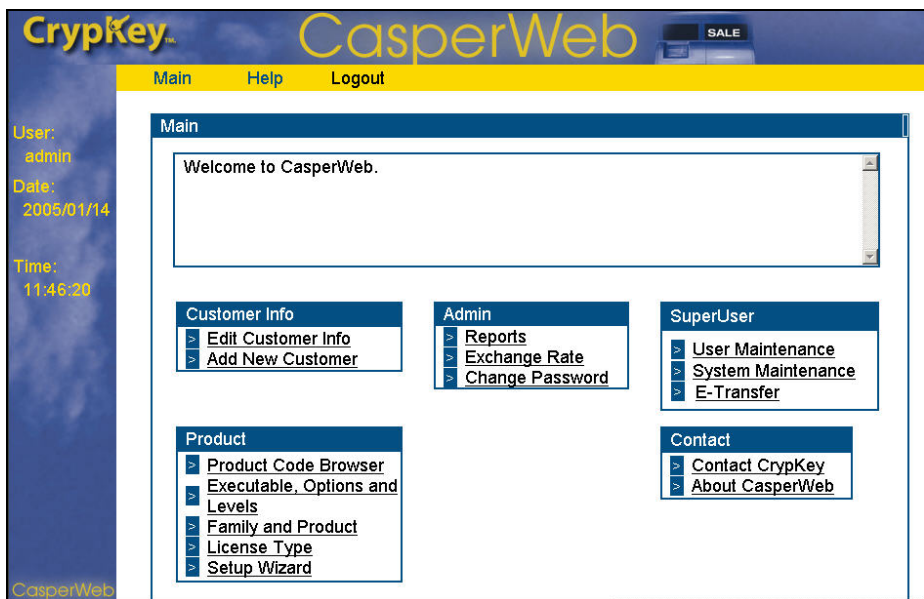 CrypKey™
CasperWeb
SALE
Main Help Logout
User:
admin
Date:
2005/01/14
Time:
11:46:20
Main
Welcome to CasperWeb.
Customer Info
> Edit Customer Info
> Add New Customer
Admin
> Reports
> Exchange Rate
> Change Password
SuperUser
> User Maintenance
> System Maintenance
> E-Transfer
Product
> Product Code Browser
> Executable, Options and
Levels
> Family and Product
> License Type
> Setup Wizard
Contact
> Contact CrypKey
> About CasperWeb
CasperWeb